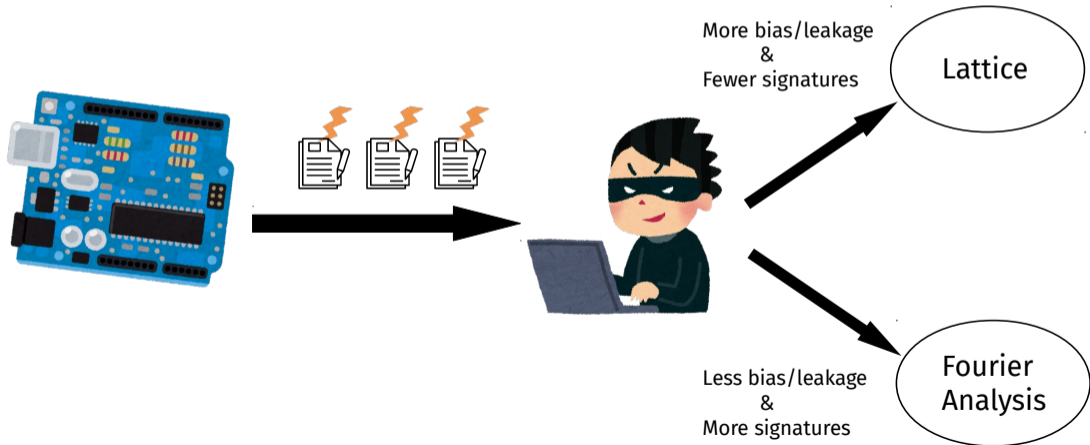 More bias/leakage
&
Fewer signatures
Lattice
Less bias/leakage
&
More signatures
Fourier
Analysis